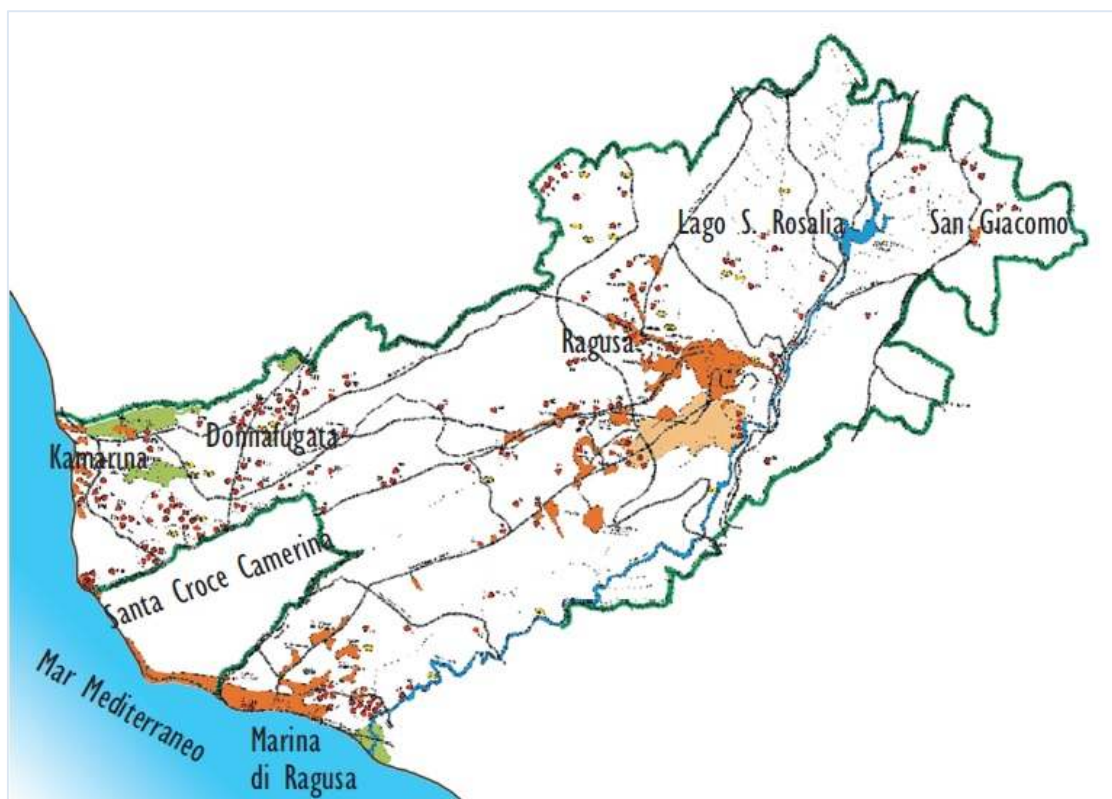 Lago S. Rosalia
San Giacomo
Ragusa
Donnafugata
Kamarina
Santa Croce Camerina
Mar Mediterraneo
Marina
di Ragusa